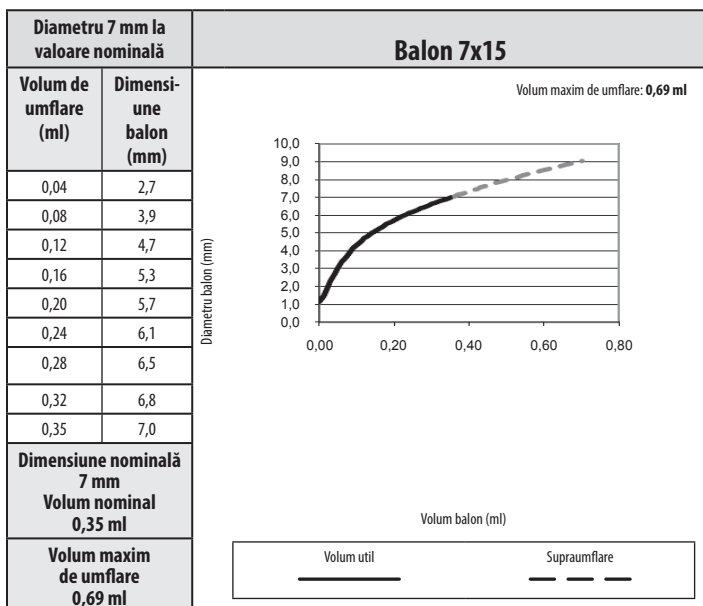 Diametru 7 mm la
valoare nominală
Balon 7x15
Volum de
umflare
(ml)
Dimensi-
une
balon
(mm)
0,04 2,7
0,08 3,9
0,12 4,7
0,16 5,3
0,20 5,7
0,24 6,1
0,28 6,5
0,32 6,8
0,35 7,0
Dimensiune nominală
7 mm
Volum nominal
0,35 ml
Volum maxim
de umflare
0,69 ml
Volum maxim de umflare: 0,69 ml
Diametru balon (mm)
10,0
9,0
8,0
7,0
6,0
5,0
4,0
3,0
2,0
1,0
0,0
0,00 0,20 0,40 0,60 0,80
Volum balon (ml)
Volum util Supraumflare